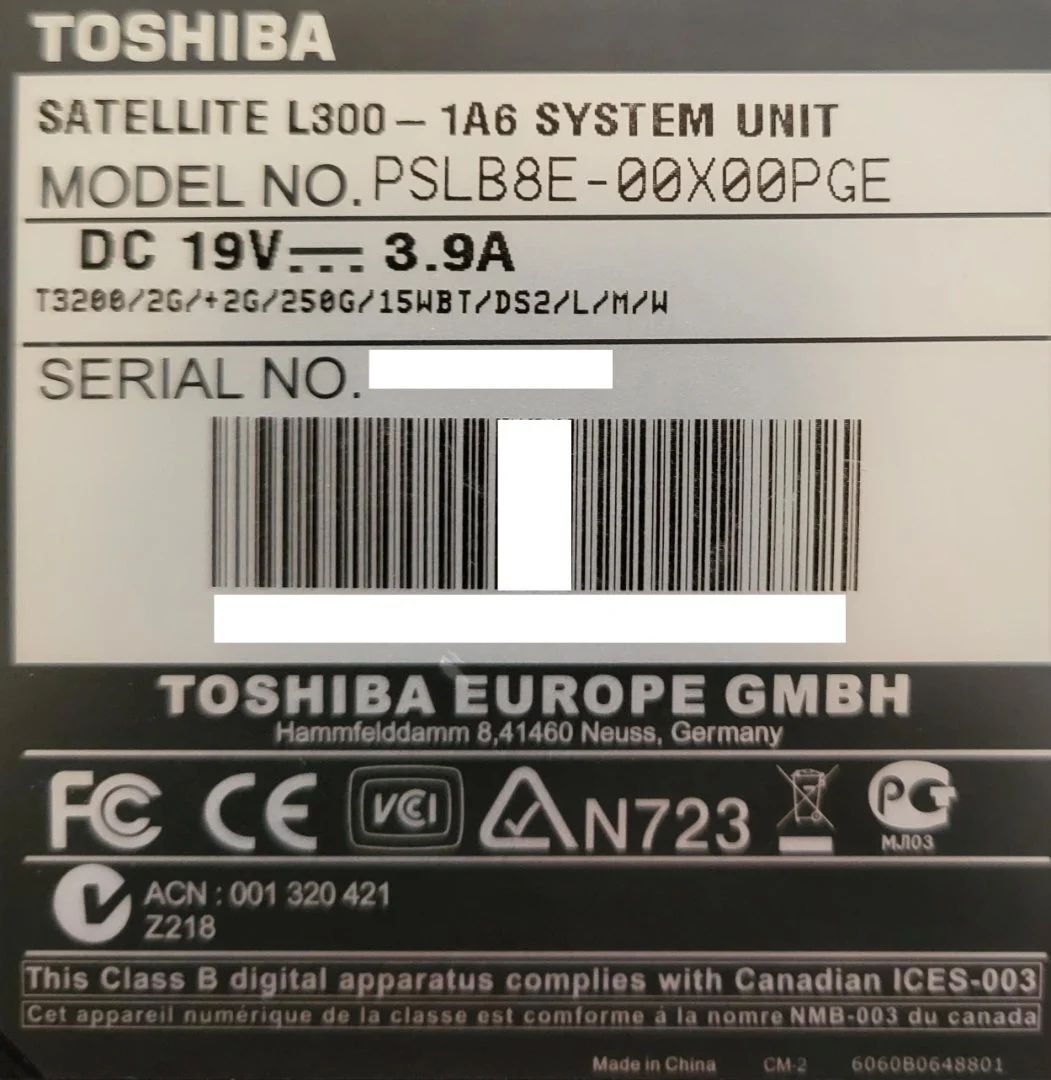 TOSHIBA
SATELLITE L300 – 1A6 SYSTEM UNIT
MODEL NO. PSLB8E-00X00PGE
DC 19V 3.9A
T3200/2G/+2G/250G/15WBT/DS2/L/M/W
SERIAL NO.
TOSHIBA EUROPE GMBH
Hammfelddamm 8,41460 Neuss, Germany
FC CE VCI N723 PG
МЛ03
ACN : 001 320 421
Z218
This Class B digital apparatus complies with Canadian ICES-003
Cet appareil numérique de la classe est comforme á la nomre NMB-003 du canada
Made in China CM-2 6060B0648801